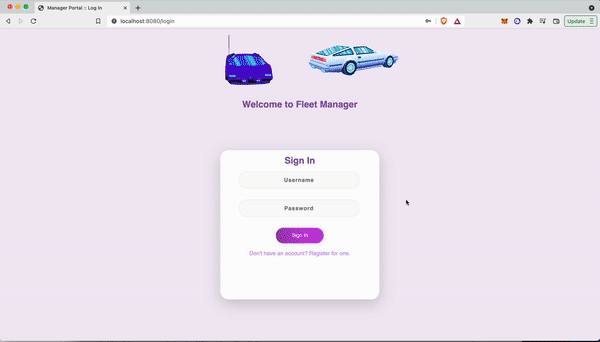 Manager Portal :: Log In
localhost:8080/login
Update
Welcome to Fleet Manager
Sign In
Username
Password
Sign In
Don't have an account? Register for one.